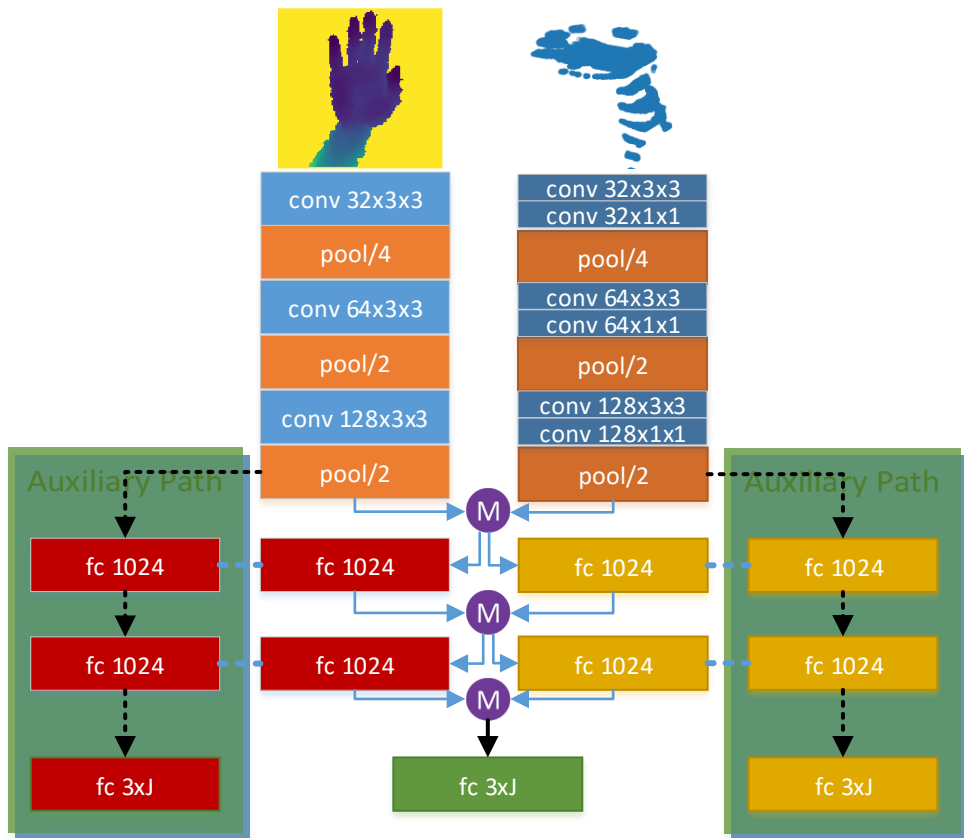 conv 32x3x3
pool/4
conv 64x3x3
pool/2
conv 128x3x3
pool/2
conv 32x3x3
conv 32x1x1
pool/4
conv 64x3x3
conv 64x1x1
pool/2
conv 128x3x3
conv 128x1x1
pool/2
Auxiliary Path
Auxiliary Path
M
fc 1024
fc 1024
fc 1024
fc 1024
M
fc 1024
fc 1024
fc 1024
fc 1024
M
fc 3xJ
fc 3xJ
fc 3xJ